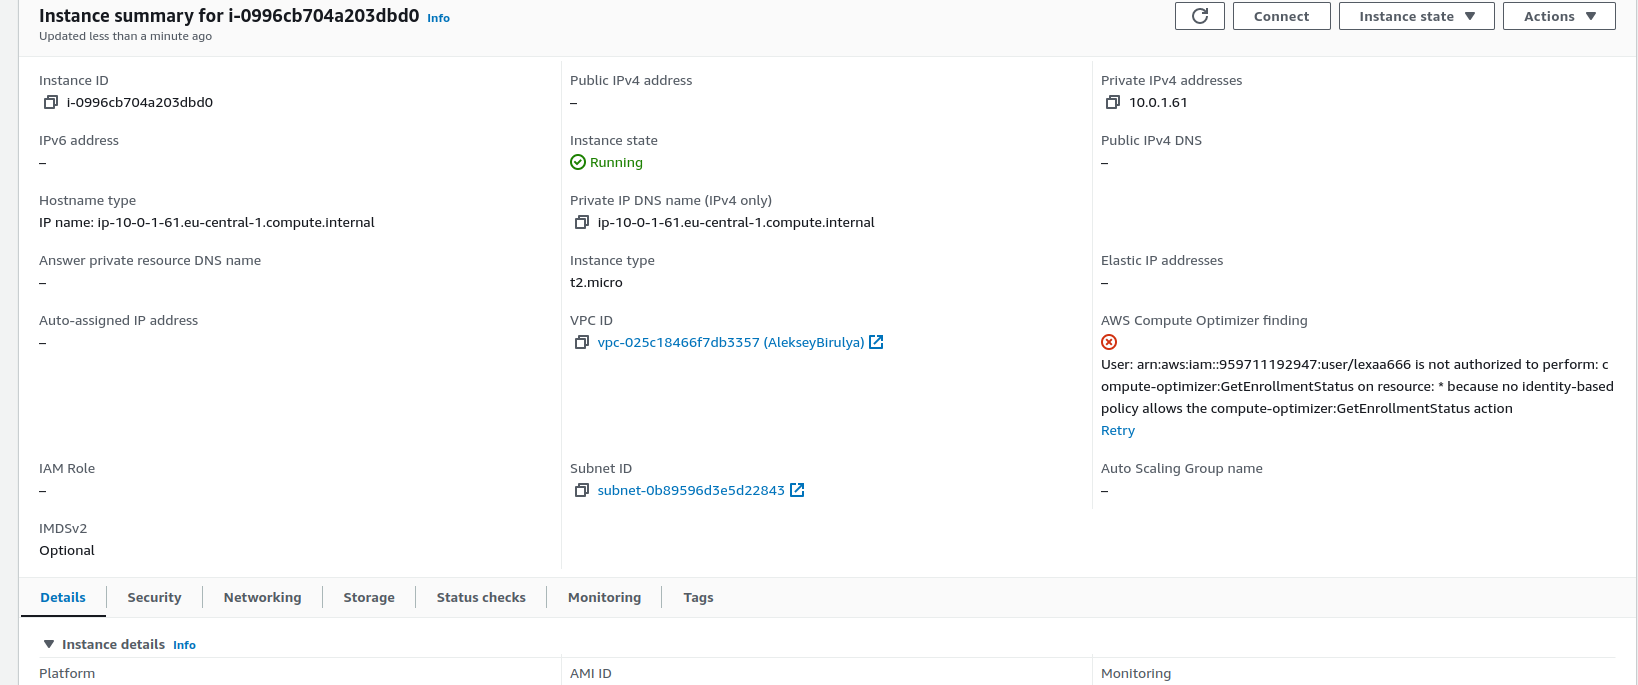 Instance summary for i-0996cb704a203dbd0 Info
Updated less than a minute ago
Connect
Instance state
Actions
Instance ID
i-0996cb704a203dbd0
Public IPv4 address
–
Private IPv4 addresses
10.0.1.61
IPv6 address
–
Instance state
Running
Public IPv4 DNS
–
Hostname type
IP name: ip-10-0-1-61.eu-central-1.compute.internal
Private IP DNS name (IPv4 only)
ip-10-0-1-61.eu-central-1.compute.internal
Answer private resource DNS name
–
Instance type
t2.micro
Elastic IP addresses
–
Auto-assigned IP address
–
VPC ID
vpc-025c18466f7db3357 (AlekseyBirulya)
AWS Compute Optimizer finding
User: arn:aws:iam::959711192947:user/lexaa666 is not authorized to perform: c
ompute-optimizer:GetEnrollmentStatus on resource: * because no identity-based
policy allows the compute-optimizer:GetEnrollmentStatus action
Retry
IAM Role
–
Subnet ID
subnet-0b89596d3e5d22843
Auto Scaling Group name
–
IMDSv2
Optional
Details
Security
Networking
Storage
Status checks
Monitoring
Tags
Instance details Info
Platform
AMI ID
Monitoring